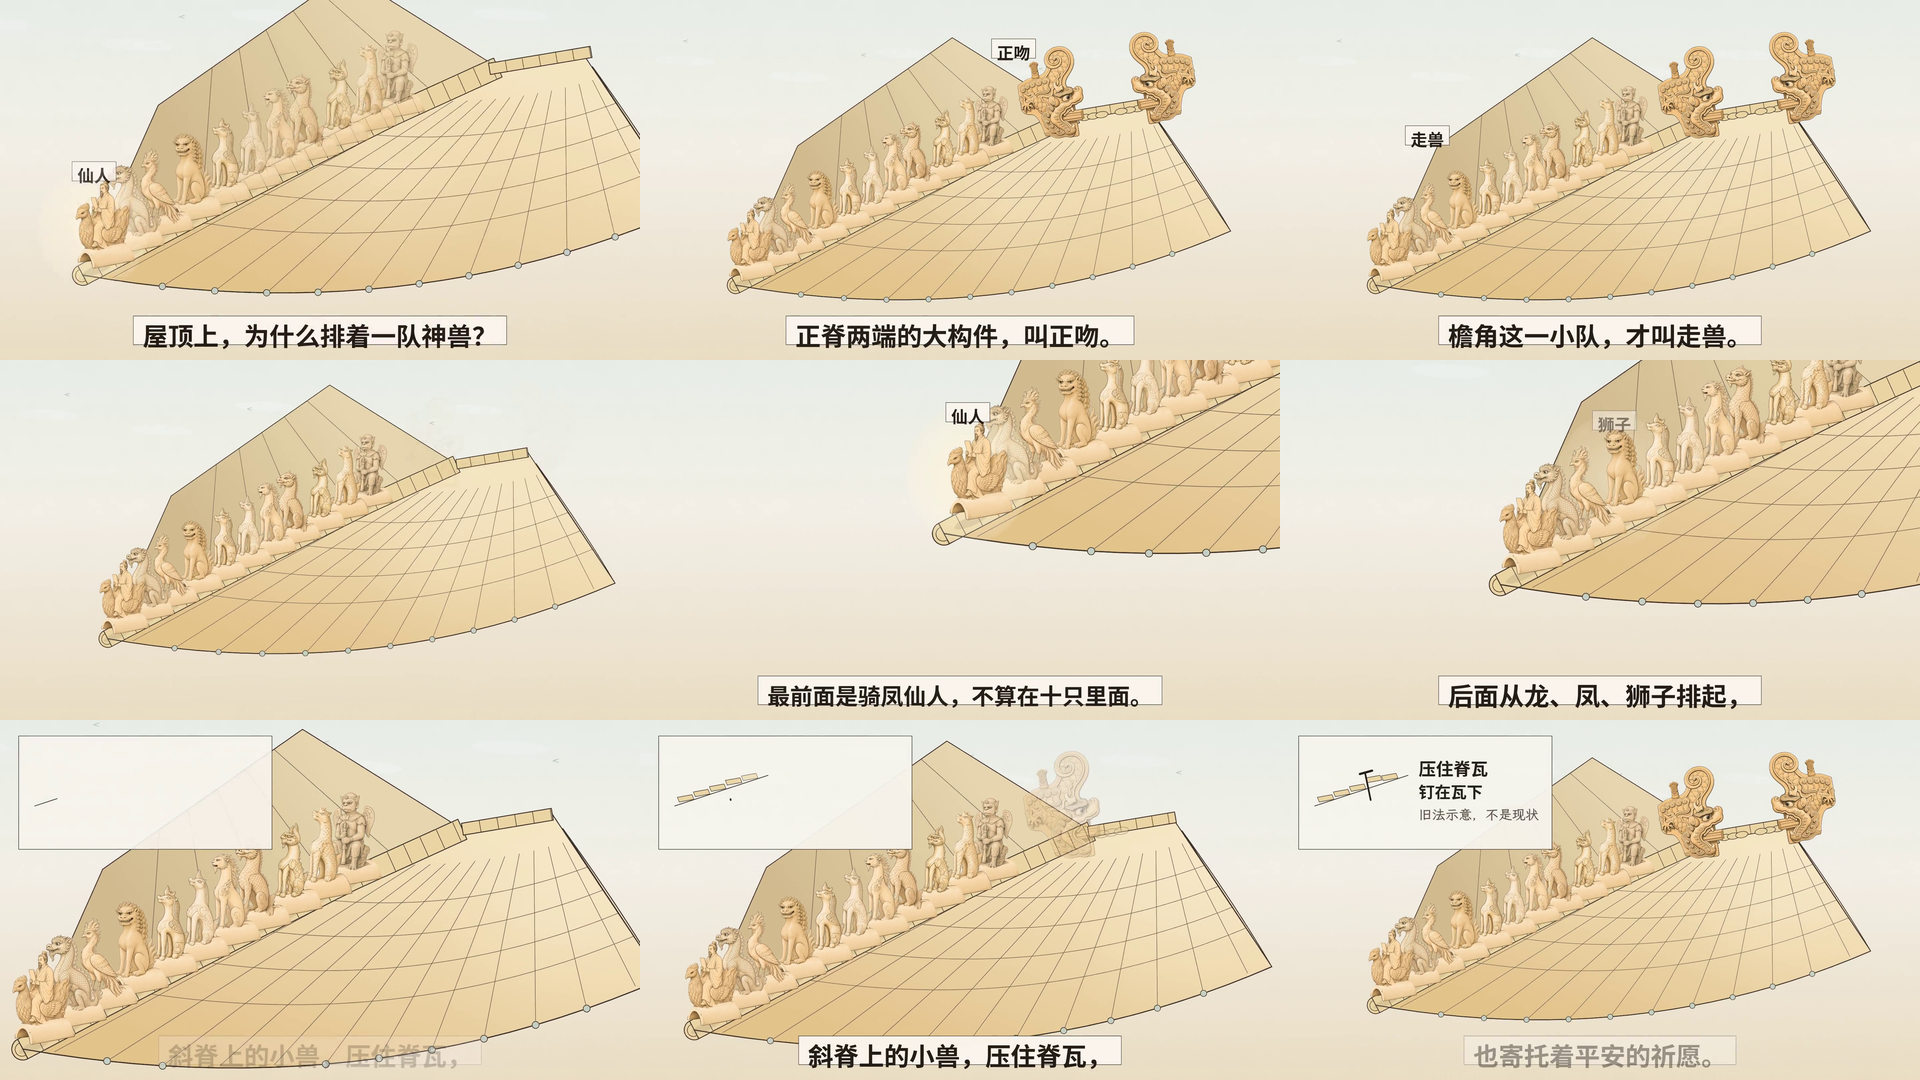 仙人
屋顶上，为什么排着一队神兽？
正吻
正脊两端的大构件，叫正吻。
走兽
檐角这一小队，才叫走兽。
仙人
最前面是骑凤仙人，不算在十只里面。
狮子
后面从龙、凤、狮子排起，
斜脊上的小兽，压住脊瓦，
斜脊上的小兽，压住脊瓦，
压住脊瓦
钉在瓦下
旧法示意，不是现状
也寄托着平安的祈愿。